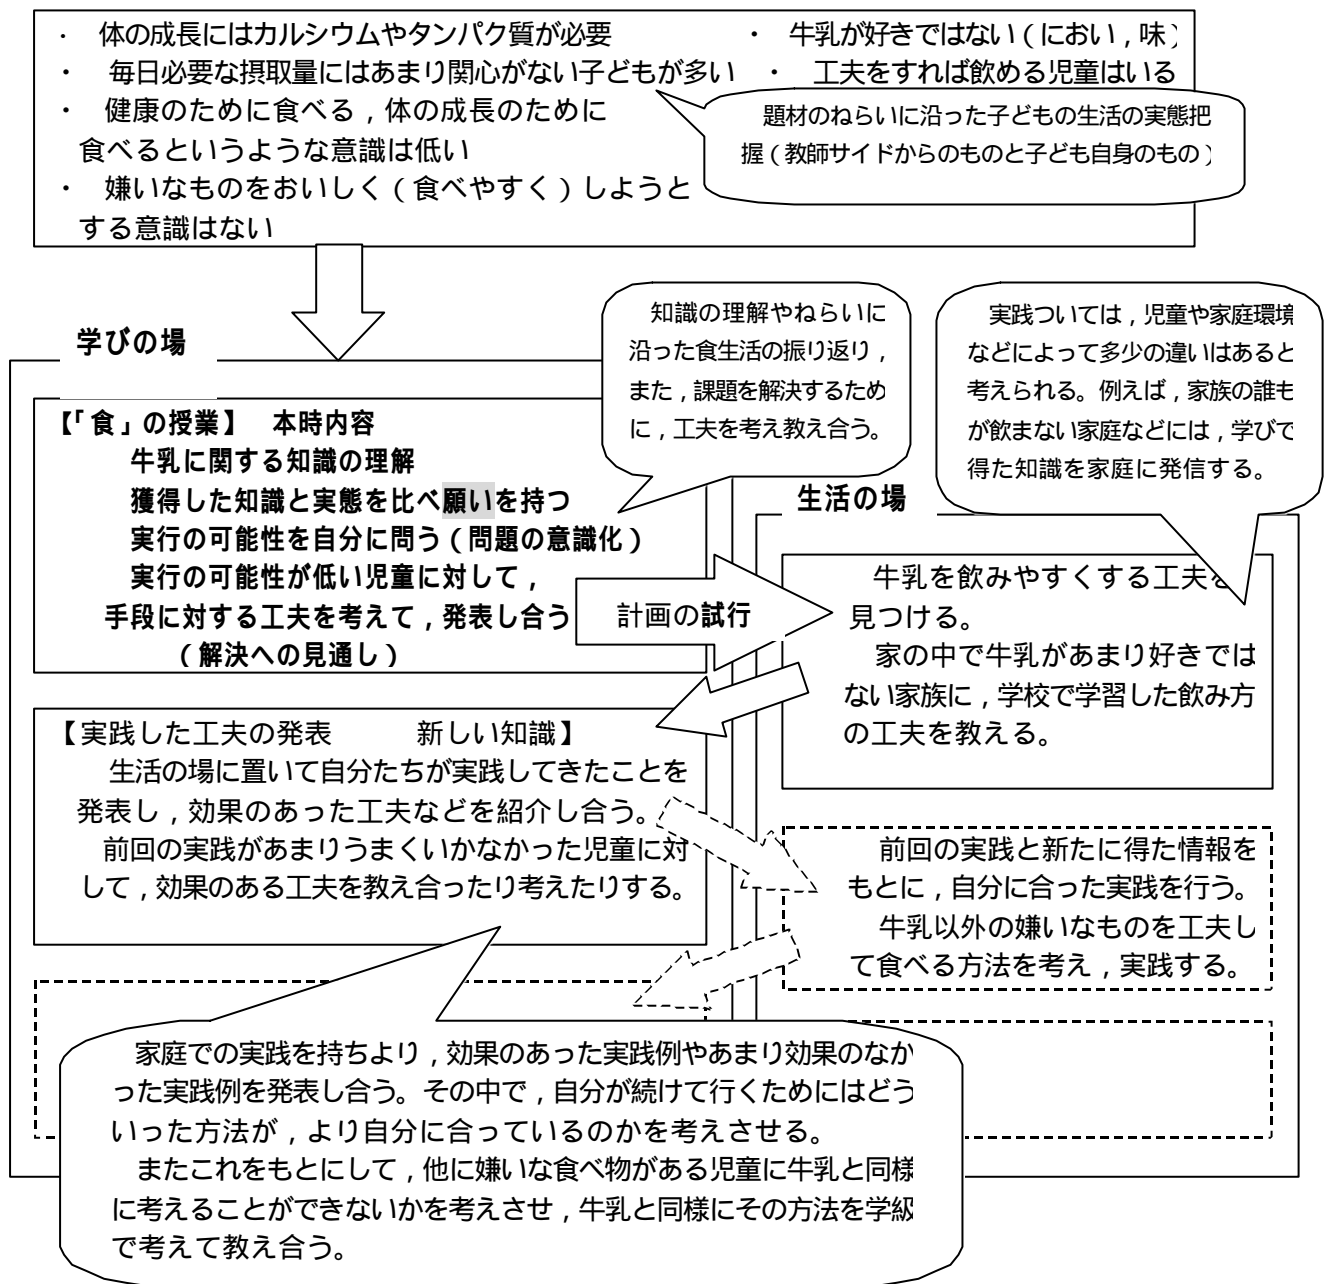 ・　体の成長にはカルシウムやタンパク質が必要
・　牛乳が好きではない（におい，味）
・　毎日必要な摂取量にはあまり関心がない子どもが多い
・　工夫をすれば飲める児童はいる
・　健康のために食べる，体の成長のために
食べるというような意識は低い
・　嫌いなものをおいしく（食べやすく）しようと
する意識はない
題材のねらいに沿った子どもの生活の実態把
握（教師サイドからのものと子ども自身のもの）
学びの場
知識の理解やねらいに
沿った食生活の振り返り，
また，課題を解決するため
に，工夫を考え教え合う。
実践ついては，児童や家庭環境
などによって多少の違いはあると
考えられる。例えば，家族の誰も
が飲まない家庭などには，学びで
得た知識を家庭に発信する。
【「食」の授業】　本時内容
牛乳に関する知識の理解
獲得した知識と実態を比べ願いを持つ
実行の可能性を自分に問う（問題の意識化）
実行の可能性が低い児童に対して，
手段に対する工夫を考えて，発表し合う
（解決への見通し）
計画の試行
生活の場
牛乳を飲みやすくする工夫を
見つける。
家の中で牛乳があまり好きでは
ない家族に，学校で学習した飲み方
の工夫を教える。
【実践した工夫の発表　　新しい知識】
生活の場に置いて自分たちが実践してきたことを
発表し，効果のあった工夫などを紹介し合う。
前回の実践があまりうまくいかなかった児童に対
して，効果のある工夫を教え合ったり考えたりする。
前回の実践と新たに得た情報を
もとに，自分に合った実践を行う。
牛乳以外の嫌いなものを工夫し
て食べる方法を考え，実践する。
家庭での実践を持ちより，効果のあった実践例やあまり効果のなか
った実践例を発表し合う。その中で，自分が続けて行くためにはどう
いった方法が，より自分に合っているのかを考えさせる。
またこれをもとにして，他に嫌いな食べ物がある児童に牛乳と同様
に考えることができないかを考えさせ，牛乳と同様にその方法を学級
で考えて教え合う。